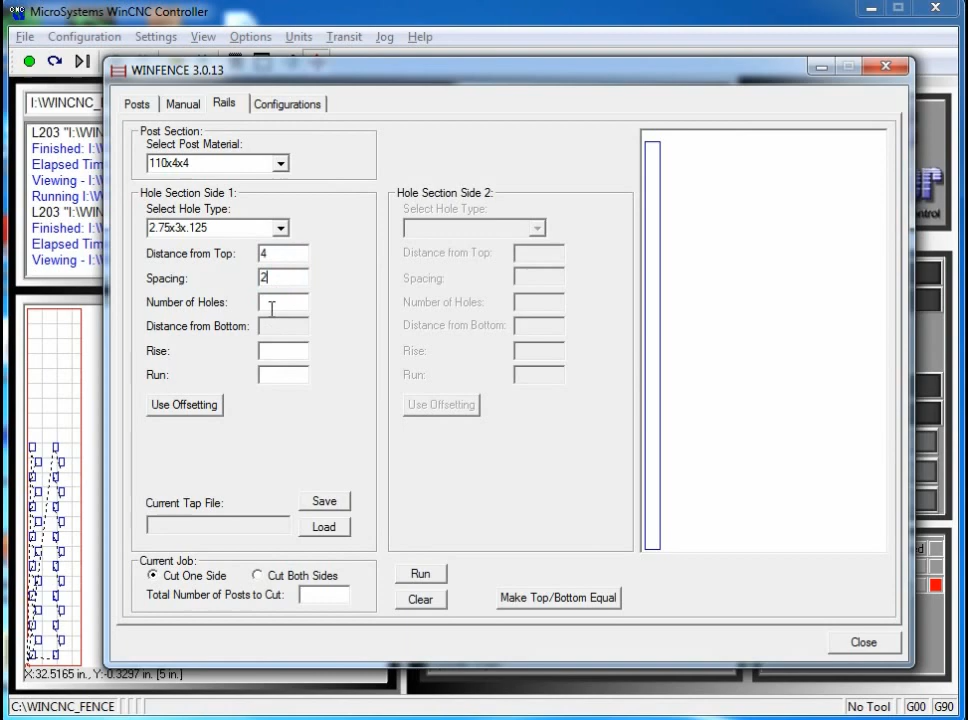 MicroSystems WinCNC Controller
File Configuration Settings View Options Units Transit Jog Help
WINFENCE 3.0.13
I:\WINCNC_
L203 "I:\WIN
Finished: I:\
Elapsed Tim
Viewing - I:\
Running I:\W
L203 "I:\WIN
Finished: I:\
Elapsed Tim
Viewing - I:\
Posts Manual Rails Configurations
Post Section:
Select Post Material:
110x4x4
Hole Section Side 1:
Select Hole Type:
2.75x3x.125
Distance from Top: 4
Spacing: 2
Number of Holes:
Distance from Bottom:
Rise:
Run:
Use Offsetting
Current Tap File:
Save
Load
Hole Section Side 2:
Select Hole Type:
Distance from Top:
Spacing:
Number of Holes:
Distance from Bottom:
Rise:
Run:
Use Offsetting
Current Job:
Cut One Side Cut Both Sides
Total Number of Posts to Cut:
Run
Clear
Make Top/Bottom Equal
Close
X:32.5165 in., Y:-0.3297 in. [5 in.]
C:\WINCNC_FENCE
No Tool G00 G90